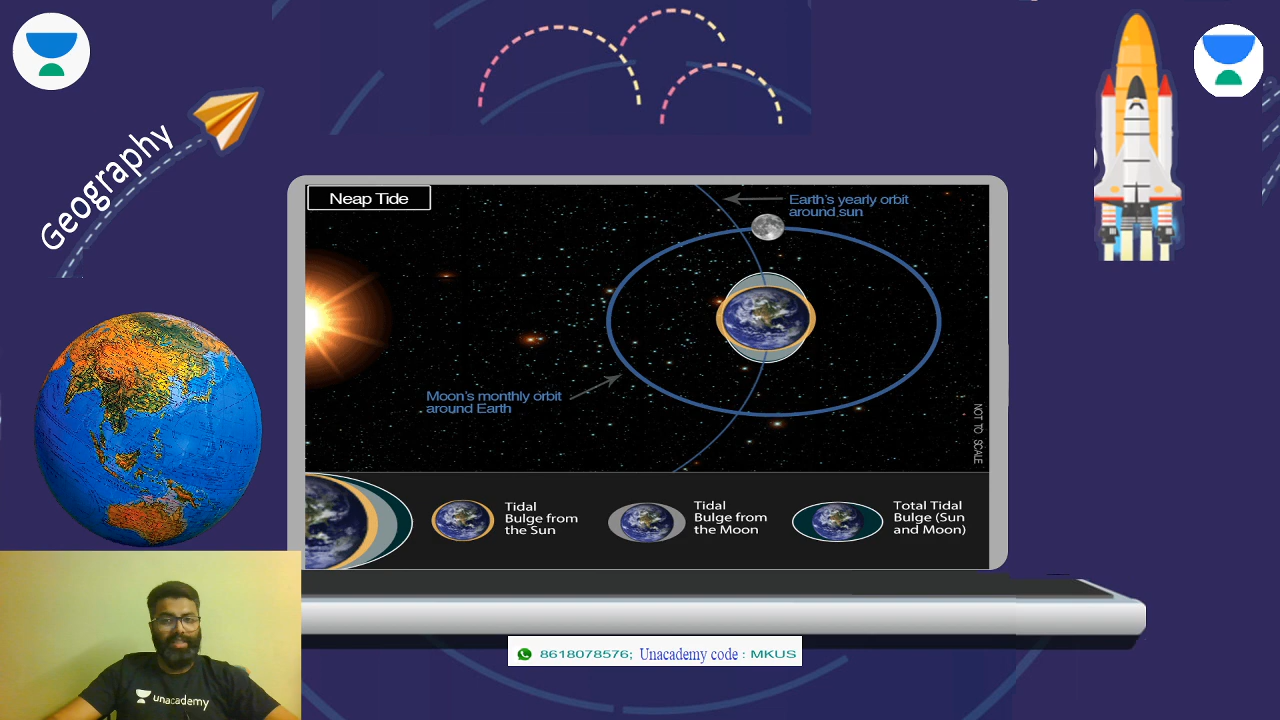 Geography
Neap Tide
Earth's yearly orbit
around sun
Moon's monthly orbit
around Earth
NOT TO SCALE
Tidal
Bulge from
the Sun
Tidal
Bulge from
the Moon
Total Tidal
Bulge (Sun
and Moon)
unacademy
8618078576; Unacademy code : MKUS